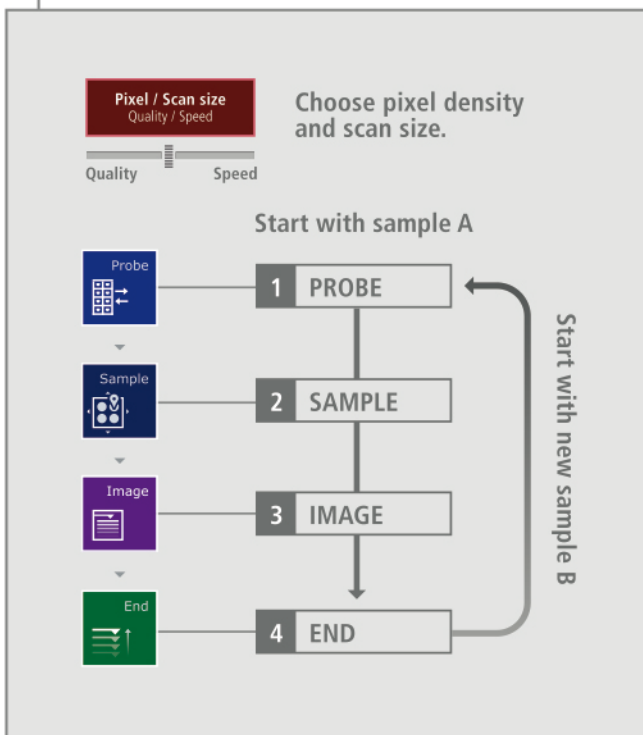 Pixel / Scan size
Quality / Speed
Choose pixel density
and scan size.
Quality Speed
Start with sample A
Probe
1 PROBE
Sample
2 SAMPLE
Image
3 IMAGE
End
4 END
Start with new sample B